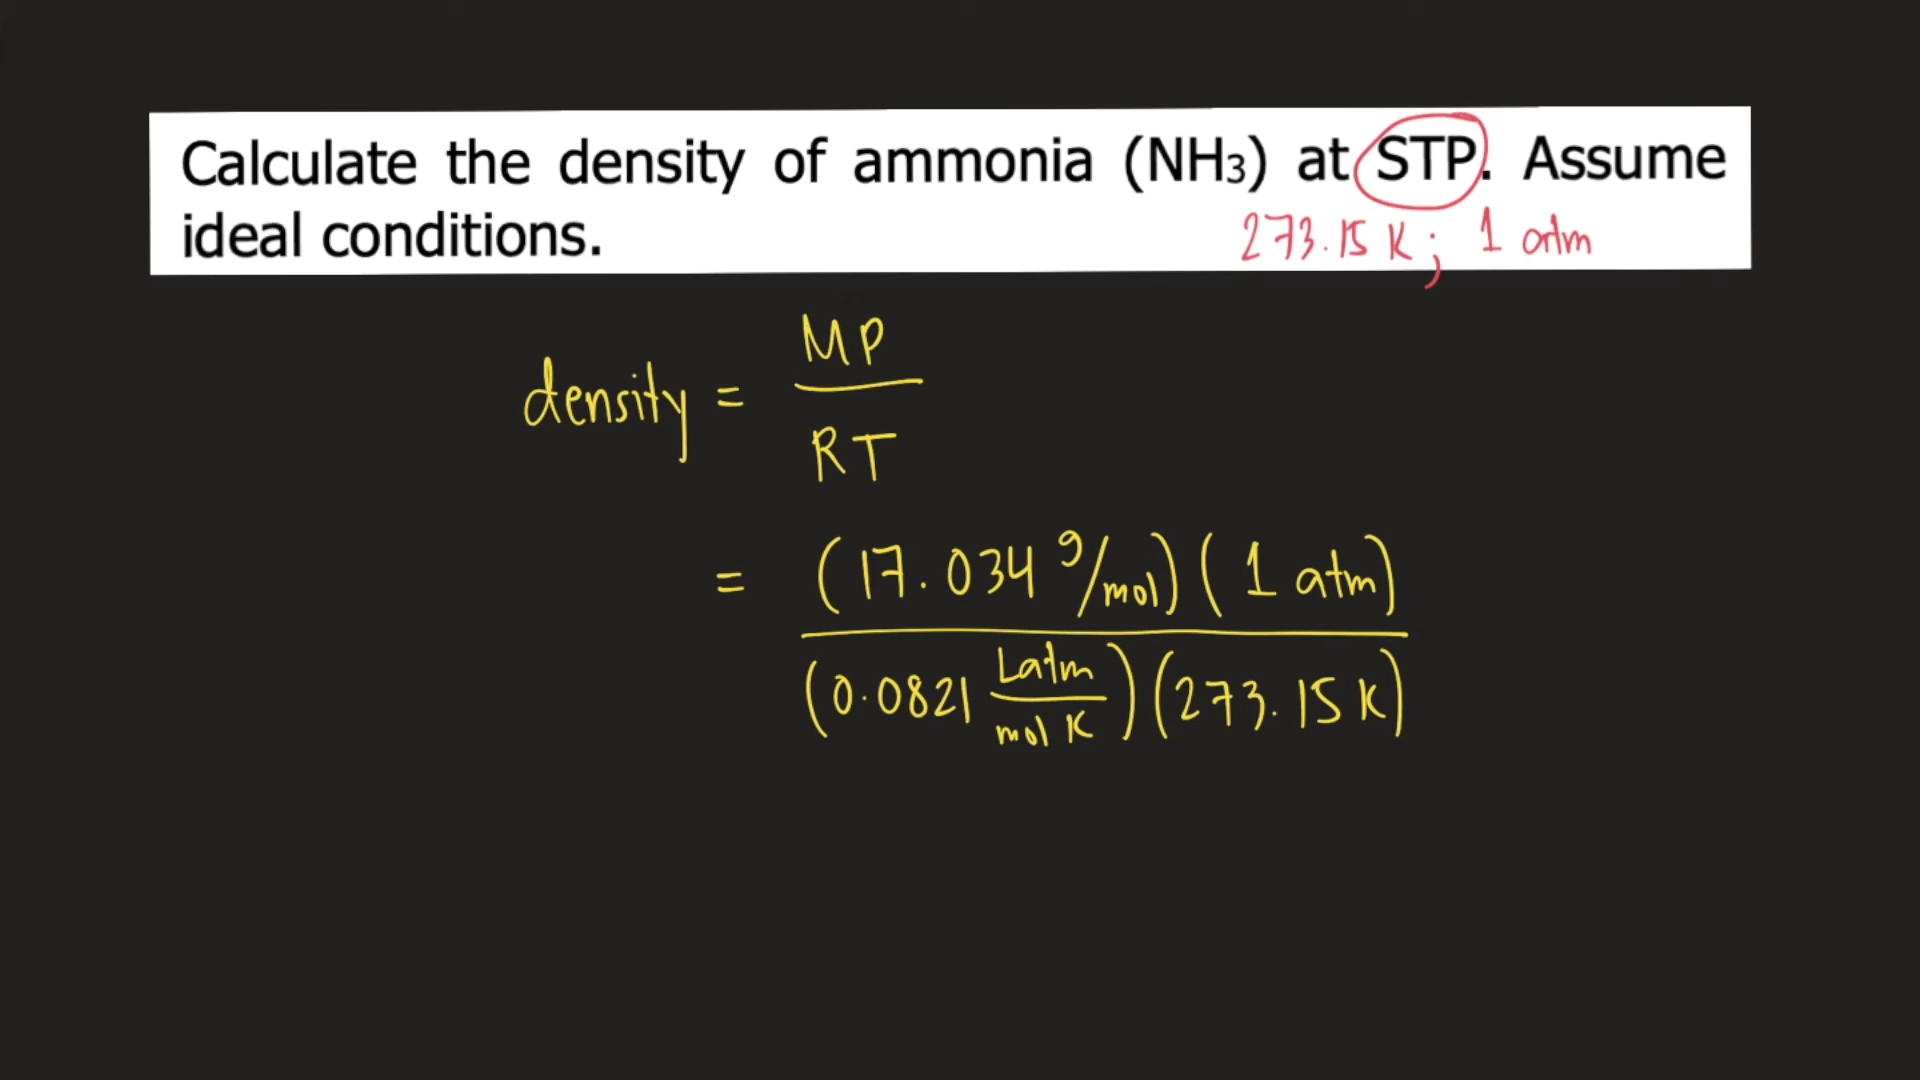 Calculate the density of ammonia (NH₃) at STP. Assume
ideal conditions.
273.15 K; 1 atm
density = MP / RT
= (17.034 g/mol)(1 atm) / (0.0821 L atm / mol K)(273.15 K)